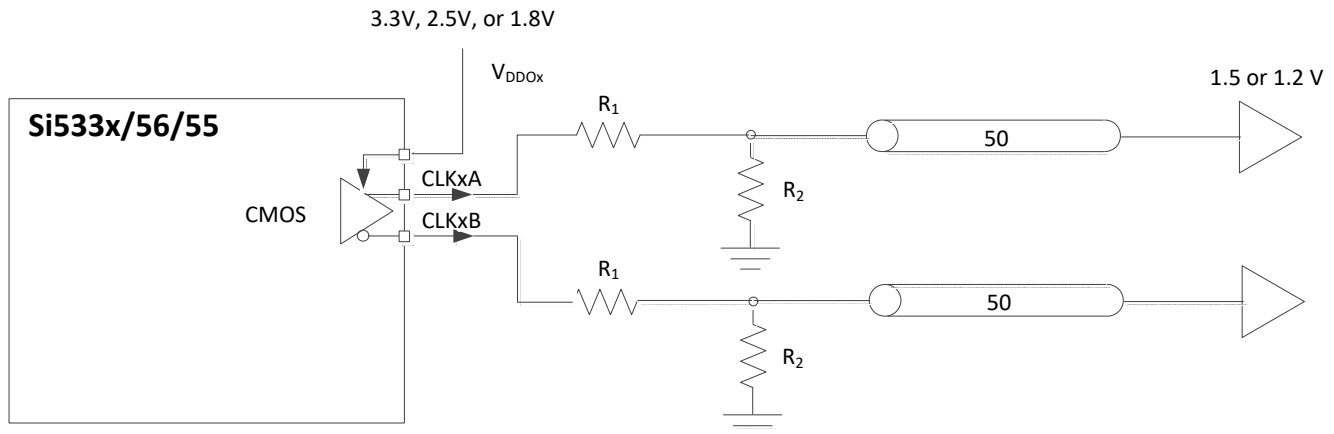 3.3V, 2.5V, or 1.8V
VDDOx
1.5 or 1.2 V
Si533x/56/55
R1
50
CLKxA
R2
CMOS
CLKxB
R1
50
R2